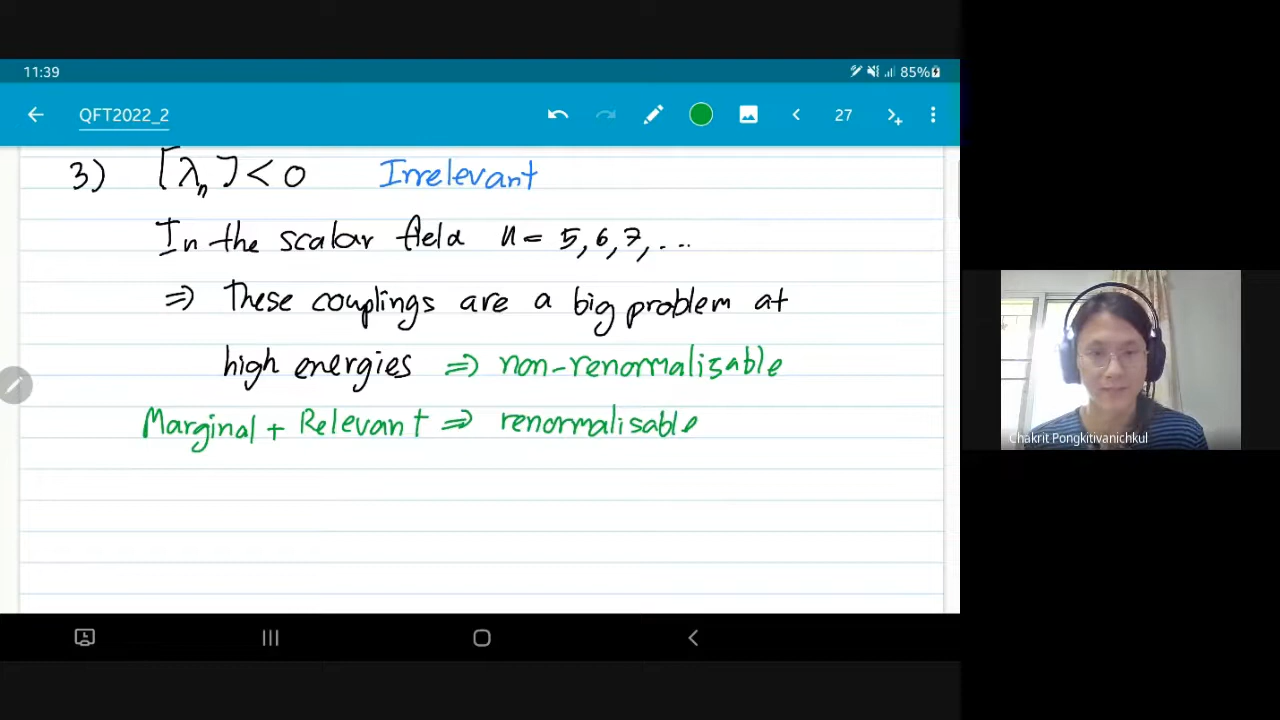 11:39
85%
QFT2022_2
27
3) [λₙ] < 0 Irrelevant
In the scalar field n = 5, 6, 7, ...
⇒ These couplings are a big problem at
high energies ⇒ non-renormalisable
Marginal + Relevant ⇒ renormalisable
Chakrit Pongkitivanichkul